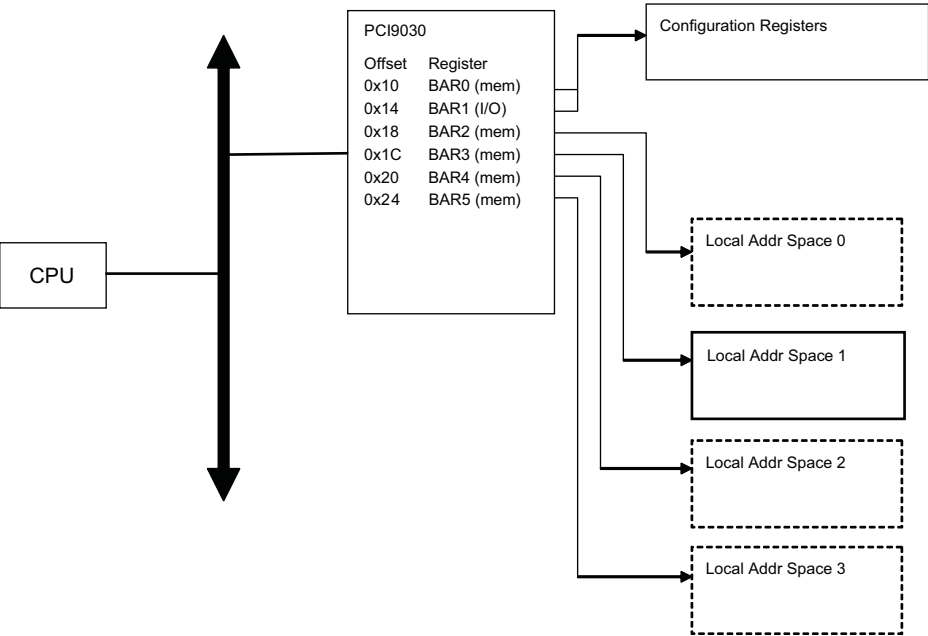 PCI9030
Offset Register
0x10 BAR0 (mem)
0x14 BAR1 (I/O)
0x18 BAR2 (mem)
0x1C BAR3 (mem)
0x20 BAR4 (mem)
0x24 BAR5 (mem)
Configuration Registers
CPU
Local Addr Space 0
Local Addr Space 1
Local Addr Space 2
Local Addr Space 3